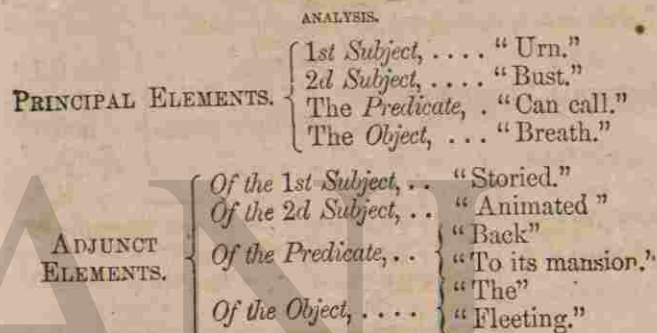 ANALYSIS.
PRINCIPAL ELEMENTS.
1st Subject, . . . . "Urn."
2d Subject, . . . . "Bust."
The Predicate, . "Can call."
The Object, . . . "Breath."
ADJUNCT
ELEMENTS.
Of the 1st Subject, . . "Storied."
Of the 2d Subject, . . "Animated"
Of the Predicate, . . "Back"
"To its mansion."
Of the Object, . . . . "The"
"Fleeting."